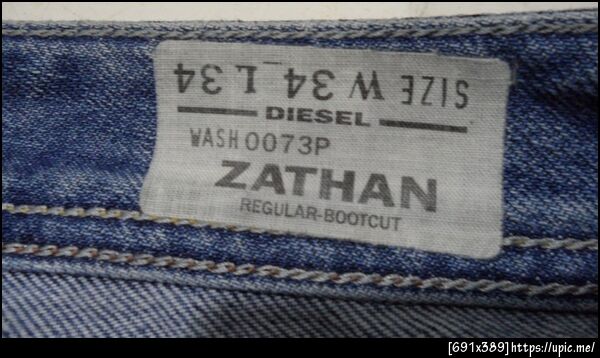 SIZE W 34 L 34
DIESEL
WASH 0073P
ZATHAN
REGULAR-BOOTCUT
[691x389]https://upic.me/